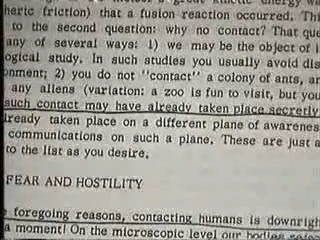 heric friction) that a fusion reaction occurred. Thi
to the second question: why no contact? That que
any of several ways: 1) we may be the object of i
ogical study. In such studies you usually avoid dis
onment; 2) you do not "contact" a colony of ants, an
any aliens (variation: a zoo is fun to visit, but you
such contact may have already taken place secretly
lready taken place on a different plane of awarenes
communications on such a plane. These are just a
to the list as you desire.
FEAR AND HOSTILITY
foregoing reasons, contacting humans is downrigh
a moment! On the microscopic level our bodies